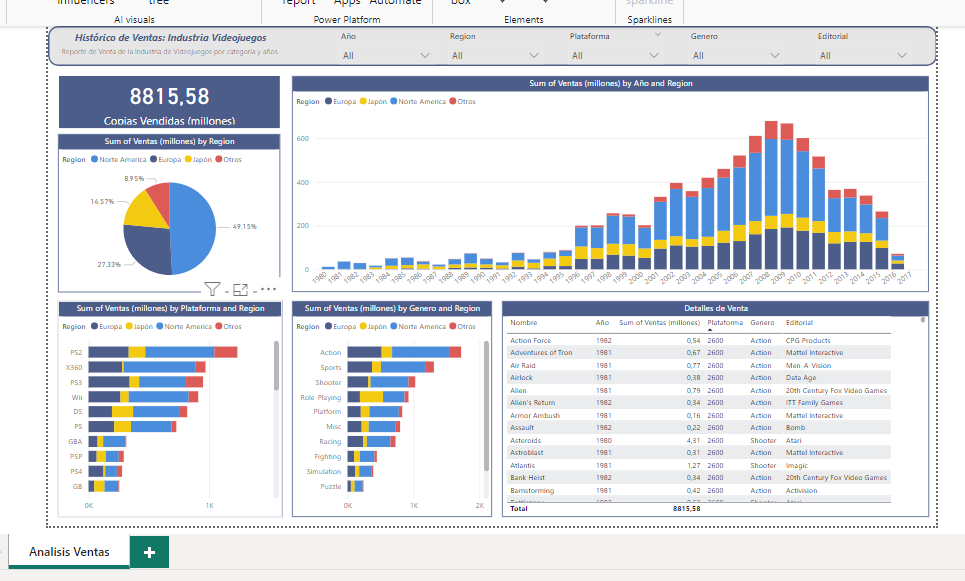 influencers tree report Apps Automate box sparkline
AI visuals Power Platform Elements Sparklines
Histórico de Ventas: Industria Videojuegos
Reporte de Venta de la Industria de Videojuegos por categoría y años.
Año Region Plataforma Genero Editorial
All All All All All
8815,58
Copias Vendidas (millones)
Sum of Ventas (millones) by Region
Region Norte America Europa Japón Otros
8,95%
14,57%
49,15%
27,33%
Sum of Ventas (millones) by Año and Region
Region Europa Japón Norte America Otros
600
400
200
0
1980 1981 1982 1983 1984 1985 1986 1987 1988 1989 1990 1991 1992 1993 1994 1995 1996 1997 1998 1999 2000 2001 2002 2003 2004 2005 2006 2007 2008 2009 2010 2011 2012 2013 2014 2015 2016 2017
Sum of Ventas (millones) by Plataforma and Region
Region Europa Japón Norte America Otros
PS2
X360
PS3
Wii
DS
PS
GBA
PSP
PS4
GB
0K 1K
Sum of Ventas (millones) by Genero and Region
Region Europa Japón Norte America Otros
Action
Sports
Shooter
Role-Playing
Platform
Misc
Racing
Fighting
Simulation
Puzzle
0K 1K 2K
Detalles de Venta
Nombre Año Sum of Ventas (millones) Plataforma Genero Editorial
Action Force 1982 0,54 2600 Action CPG Products
Adventures of Tron 1981 0,67 2600 Action Mattel Interactive
Air Raid 1981 0,77 2600 Action Men-A-Vision
Airlock 1981 0,38 2600 Action Data Age
Alien 1981 0,79 2600 Action 20th Century Fox Video Games
Alien's Return 1982 0,34 2600 Action ITT Family Games
Armor Ambush 1981 0,16 2600 Action Mattel Interactive
Assault 1982 0,22 2600 Action Bomb
Asteroids 1980 4,31 2600 Shooter Atari
Astroblast 1981 0,31 2600 Action Mattel Interactive
Atlantis 1981 1,27 2600 Shooter Imagic
Bank Heist 1982 0,34 2600 Action 20th Century Fox Video Games
Barnstorming 1981 0,42 2600 Action Activision
Total 8815,58
Analisis Ventas